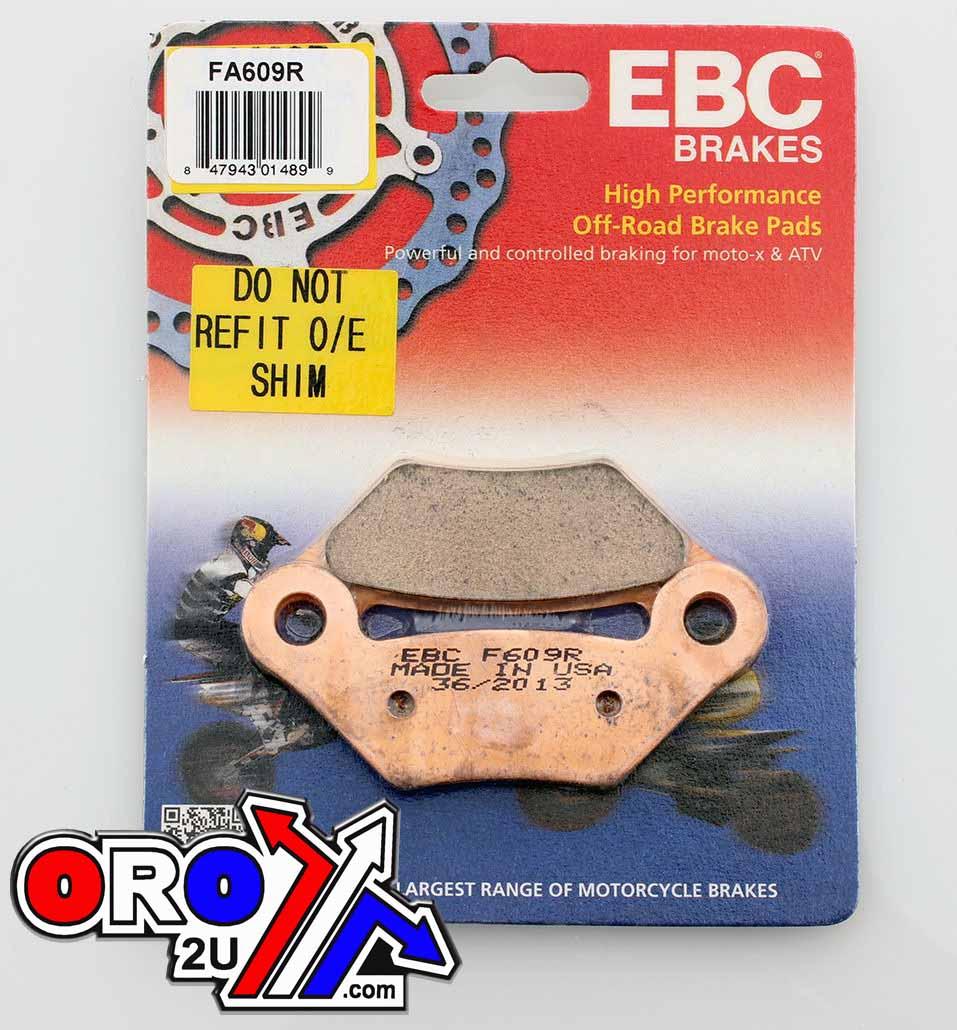 FA609R
8 47943 01489 9
EBC
EBC®
BRAKES
High Performance
Off-Road Brake Pads
Powerful and controlled braking for moto-x & ATV
DO NOT
REFIT O/E
SHIM
EBC F609R
MADE IN USA
36/2013
LARGEST RANGE OF MOTORCYCLE BRAKES
ORO
2U
.com